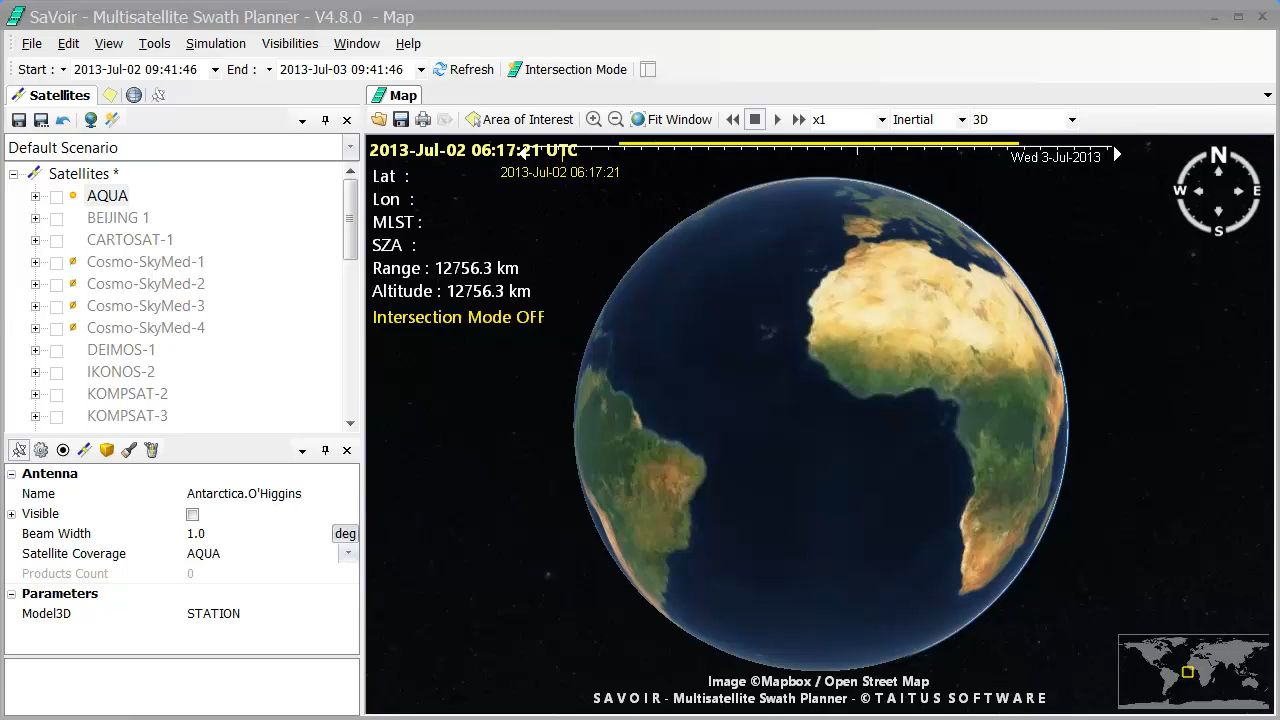 SaVoir - Multisatellite Swath Planner - V4.8.0 - Map
File Edit View Tools Simulation Visibilities Window Help
Start : 2013-Jul-02 09:41:46 End : 2013-Jul-03 09:41:46 Refresh Intersection Mode
Satellites
Map
Area of Interest Fit Window x1 Inertial 3D
Default Scenario
Satellites *
AQUA
BEIJING 1
CARTOSAT-1
Cosmo-SkyMed-1
Cosmo-SkyMed-2
Cosmo-SkyMed-3
Cosmo-SkyMed-4
DEIMOS-1
IKONOS-2
KOMPSAT-2
KOMPSAT-3
Antenna
Name Antarctica.O'Higgins
Visible
Beam Width 1.0 deg
Satellite Coverage AQUA
Products Count 0
Parameters
Model3D STATION
2013-Jul-02 06:17:21 UTC
2013-Jul-02 06:17:21
Wed 3-Jul-2013
Lat :
Lon :
MLST :
SZA :
Range : 12756.3 km
Altitude : 12756.3 km
Intersection Mode OFF
N
W E
S
Image ©Mapbox / Open Street Map
SAVOIR - Multisatellite Swath Planner - © TAITUS SOFTWARE